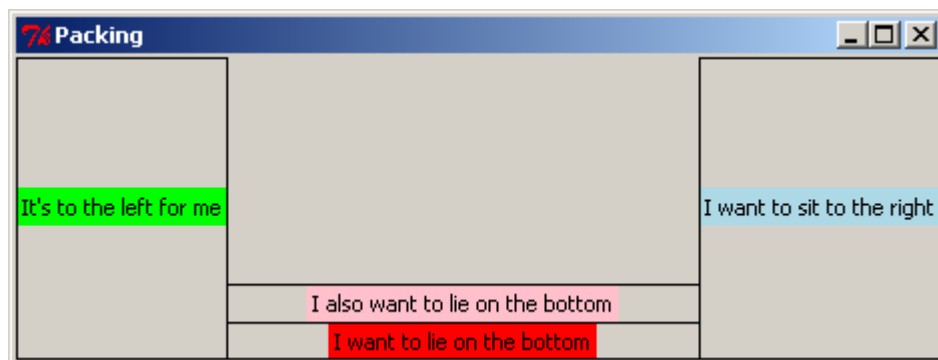 Packing
It's to the left for me
I want to sit to the right
I also want to lie on the bottom
I want to lie on the bottom